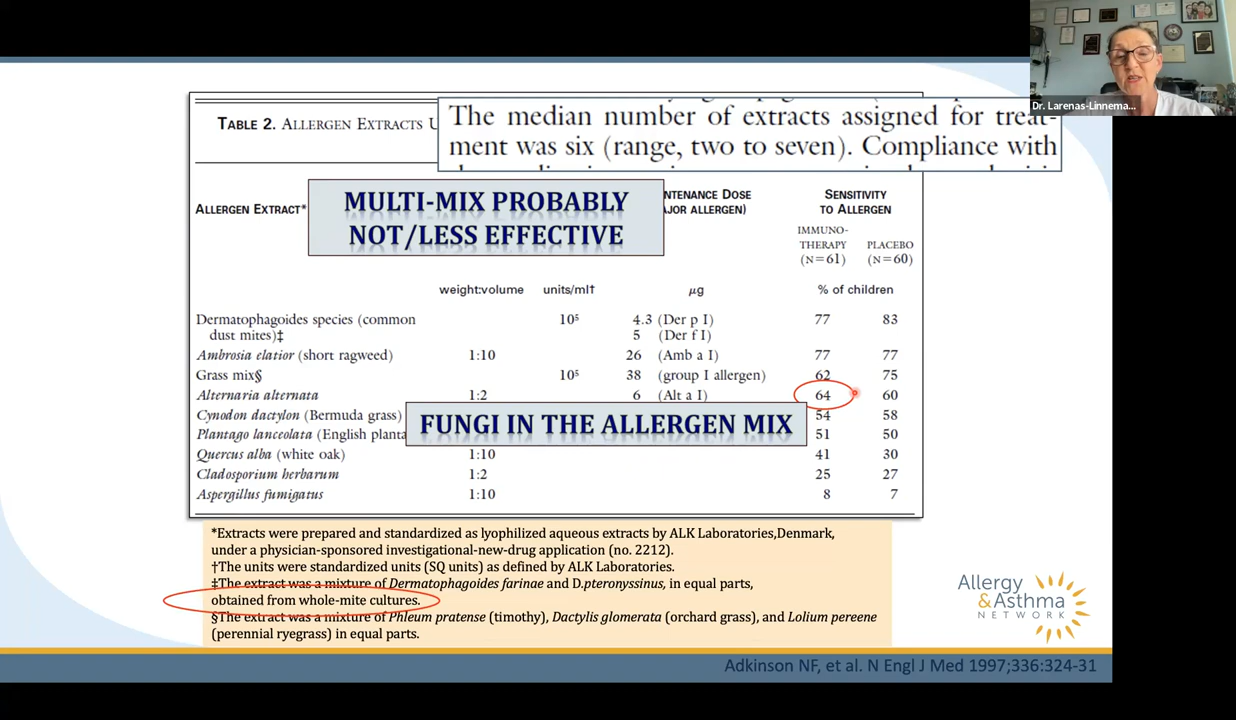 Dr. Larenas-Linnema...
The median number of extracts assigned for treat-
ment was six (range, two to seven). Compliance with
TABLE 2. ALLERGEN EXTRACTS U
MULTI-MIX PROBABLY
NOT/LESS EFFECTIVE
ALLERGEN EXTRACT*
NTENANCE DOSE
AJOR ALLERGEN)
SENSITIVITY
TO ALLERGEN
IMMUNO-
THERAPY
(N=61)
PLACEBO
(N=60)
weight:volume units/ml† µg % of children
Dermatophagoides species (common 10⁵ 4.3 (Der p I) 77 83
dust mites)‡ 5 (Der f I)
Ambrosia elatior (short ragweed) 1:10 26 (Amb a I) 77 77
Grass mix§ 10⁵ 38 (group I allergen) 62 75
Alternaria alternata 1:2 6 (Alt a I) 64 60
Cynodon dactylon (Bermuda grass) 54 58
FUNGI IN THE ALLERGEN MIX
Plantago lanceolata (English planta 51 50
Quercus alba (white oak) 1:10 41 30
Cladosporium herbarum 1:2 25 27
Aspergillus fumigatus 1:10 8 7
*Extracts were prepared and standardized as lyophilized aqueous extracts by ALK Laboratories,Denmark,
under a physician-sponsored investigational-new-drug application (no. 2212).
†The units were standardized units (SQ units) as defined by ALK Laboratories.
‡The extract was a mixture of Dermatophagoides farinae and D.pteronyssinus, in equal parts,
obtained from whole-mite cultures.
§The extract was a mixture of Phleum pratense (timothy), Dactylis glomerata (orchard grass), and Lolium pereene
(perennial ryegrass) in equal parts.
Allergy
&Asthma
NETWORK
Adkinson NF, et al. N Engl J Med 1997;336:324-31